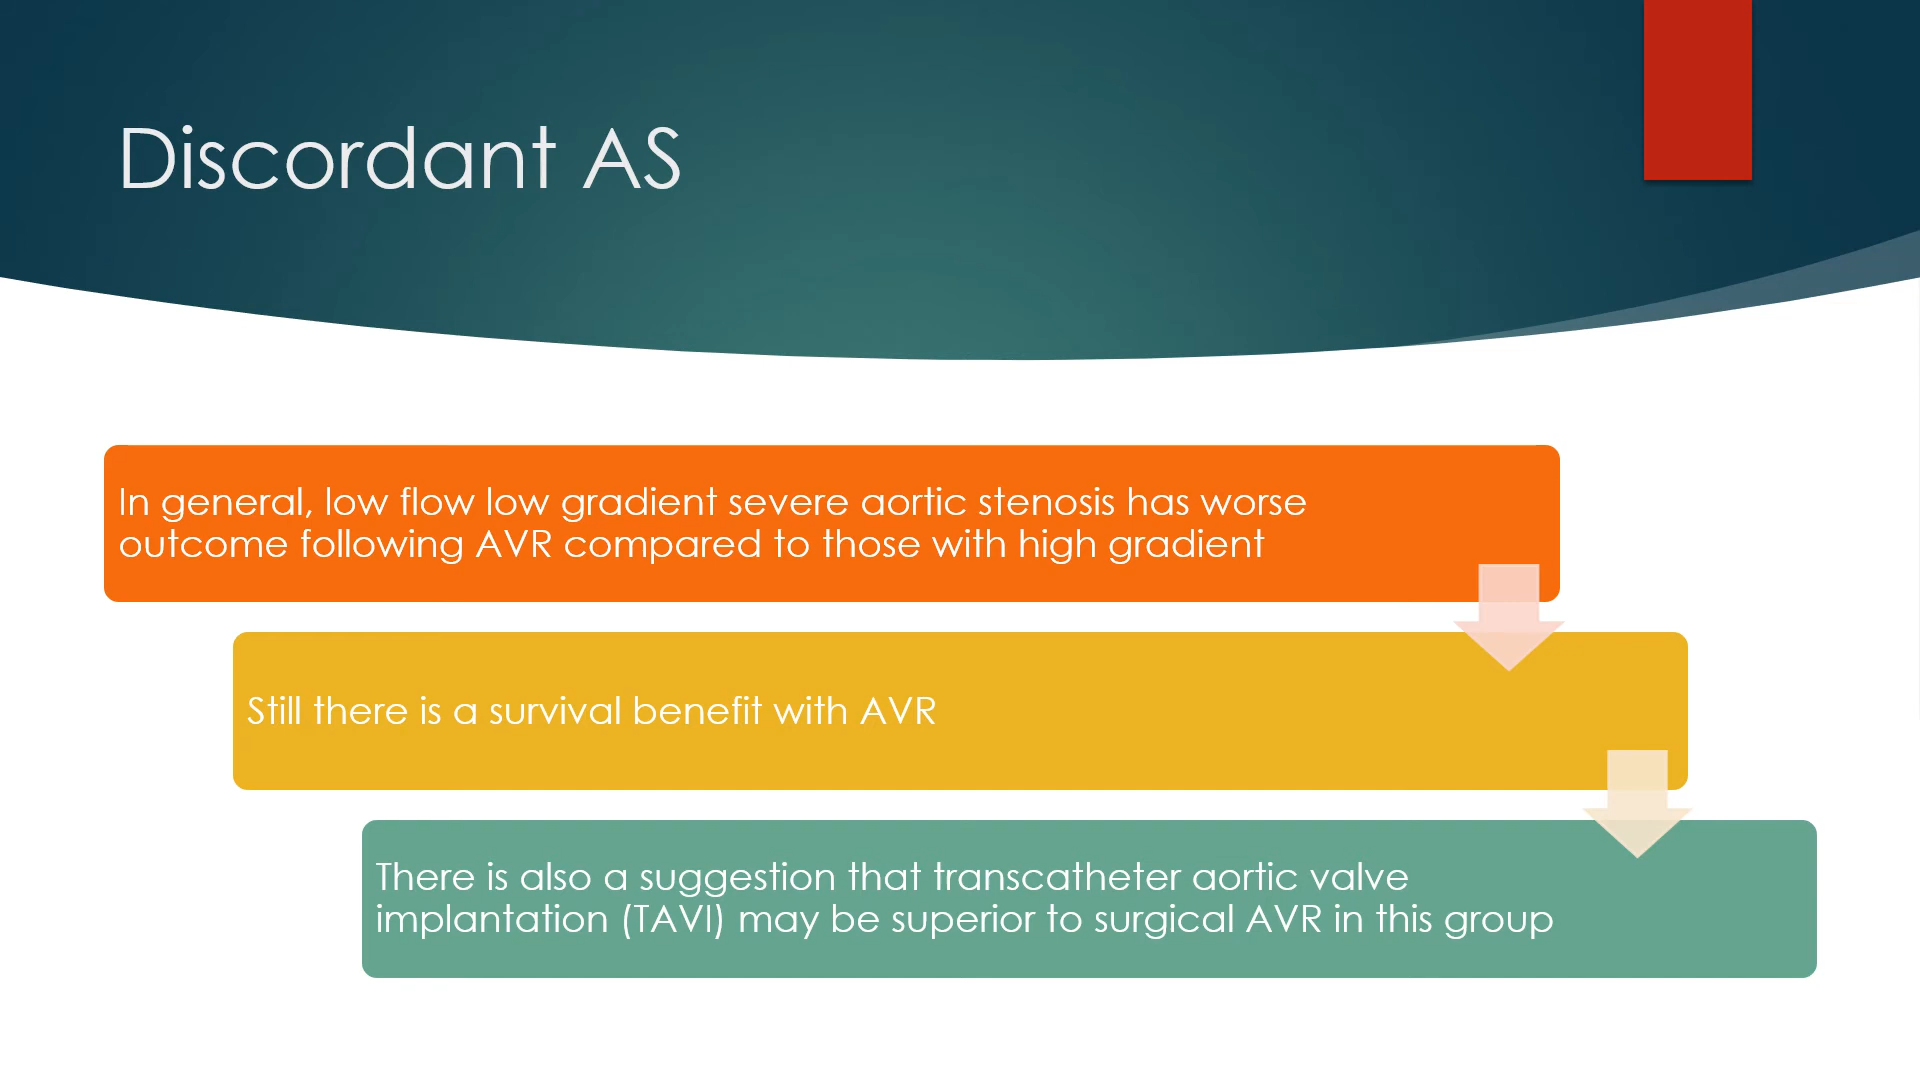 Discordant AS
In general, low flow low gradient severe aortic stenosis has worse
outcome following AVR compared to those with high gradient
Still there is a survival benefit with AVR
There is also a suggestion that transcatheter aortic valve
implantation (TAVI) may be superior to surgical AVR in this group